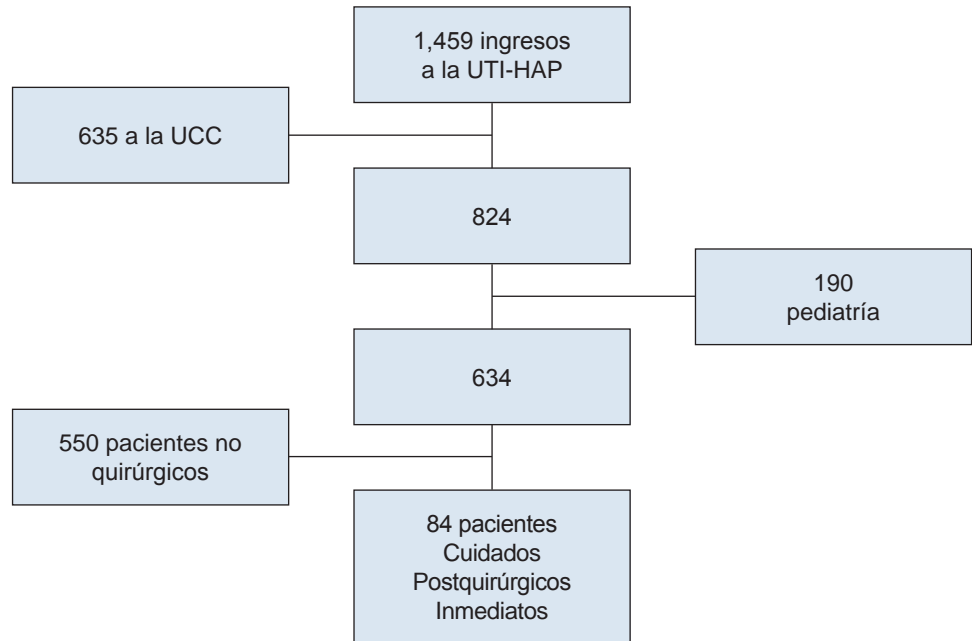 1,459 ingresos
a la UTI-HAP
635 a la UCC
824
190
pediatría
634
550 pacientes no
quirúrgicos
84 pacientes
Cuidados
Postquirúrgicos
Inmediatos